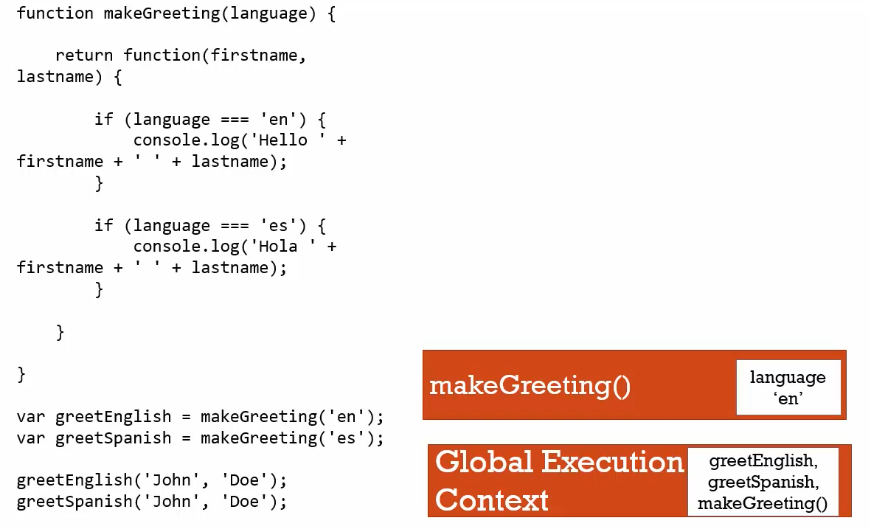 function makeGreeting(language) {
return function(firstname,
lastname) {
if (language === 'en') {
console.log('Hello ' +
firstname + ' ' + lastname);
}
if (language === 'es') {
console.log('Hola ' +
firstname + ' ' + lastname);
}
}
}
var greetEnglish = makeGreeting('en');
var greetSpanish = makeGreeting('es');
greetEnglish('John', 'Doe');
greetSpanish('John', 'Doe');
makeGreeting()
language
‘en’
Global Execution
Context
greetEnglish,
greetSpanish,
makeGreeting()